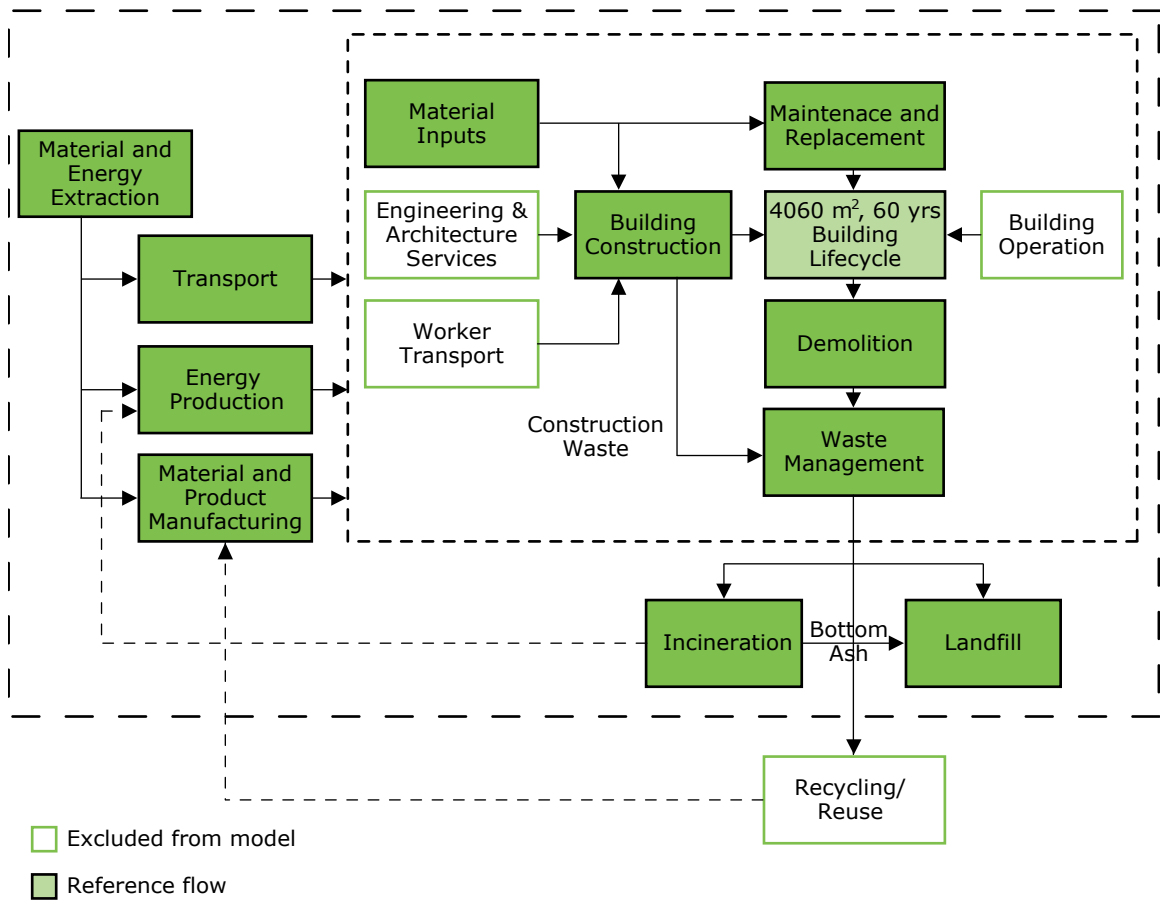 Material and
Energy
Extraction
Transport
Energy
Production
Material and
Product
Manufacturing
Material
Inputs
Maintenace and
Replacement
Engineering &
Architecture
Services
Building
Construction
4060 m², 60 yrs
Building
Lifecycle
Building
Operation
Worker
Transport
Demolition
Construction
Waste
Waste
Management
Incineration
Bottom
Ash
Landfill
Recycling/
Reuse
Excluded from model
Reference flow